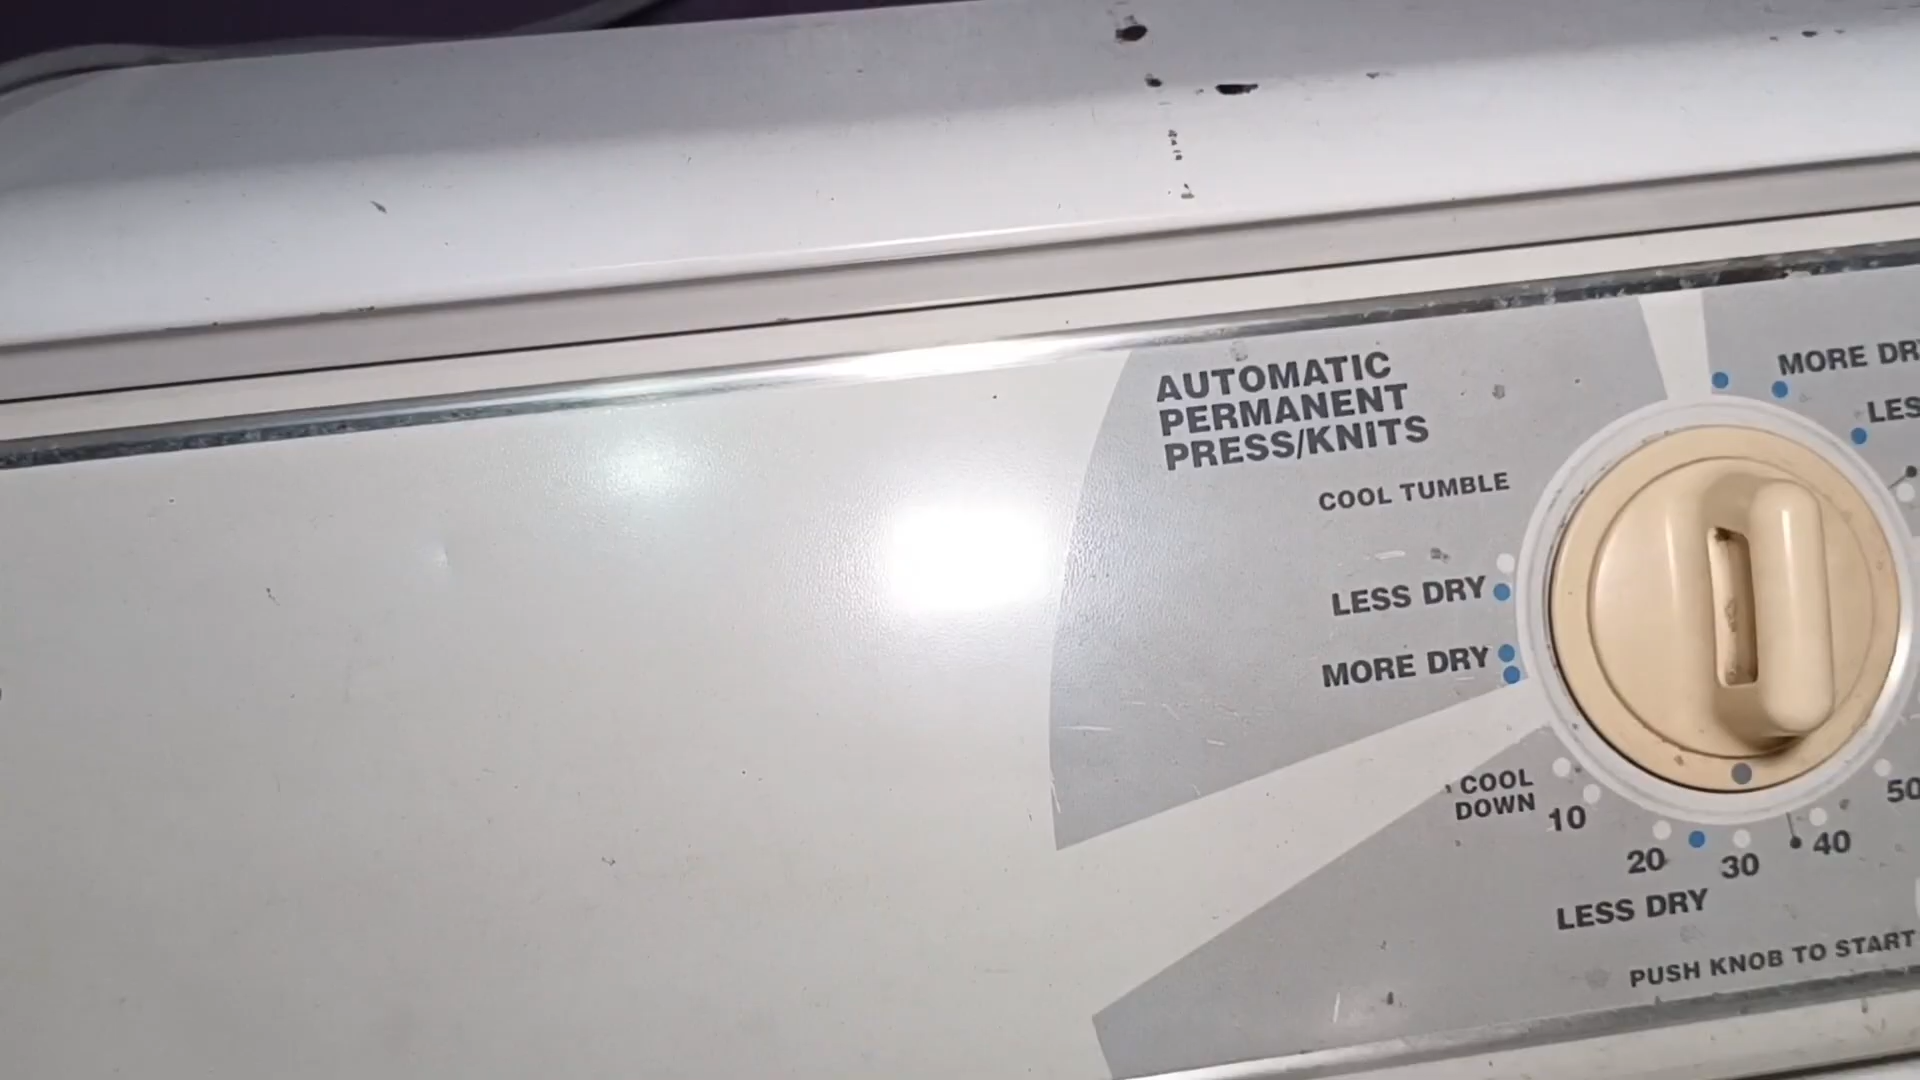 AUTOMATIC
PERMANENT
PRESS/KNITS
COOL TUMBLE
LESS DRY
MORE DRY
MORE
COOL
DOWN
10
20
30
40
50
LESS DRY
PUSH KNOB TO START